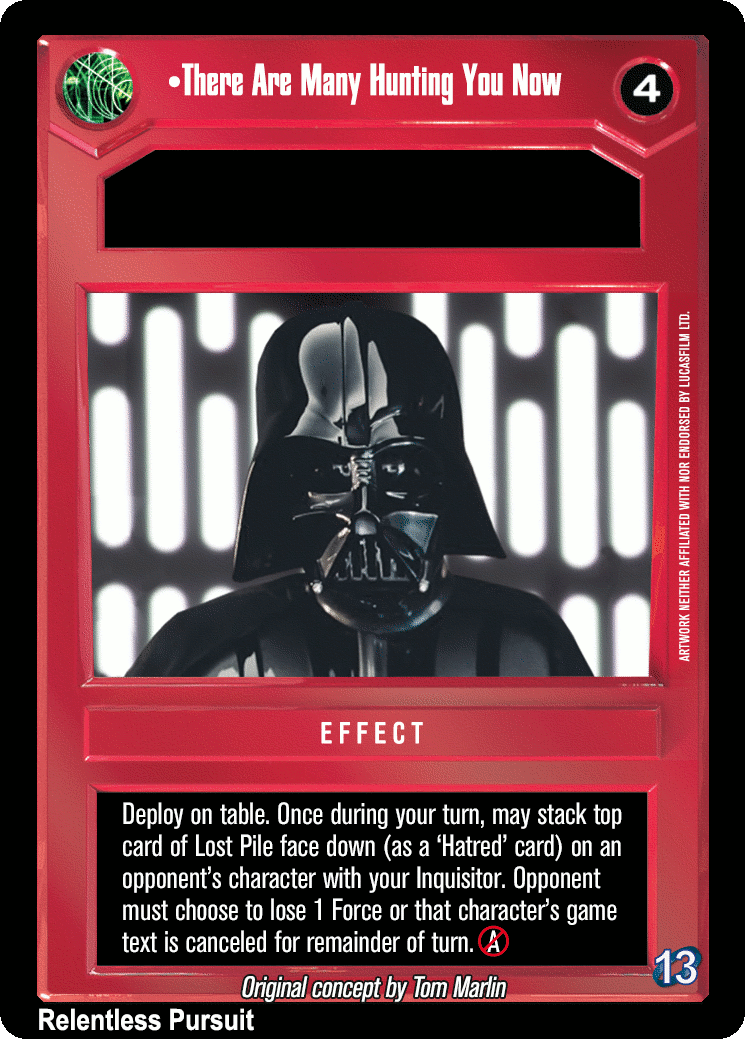 •There Are Many Hunting You Now
4
ARTWORK NEITHER AFFILIATED WITH NOR ENDORSED BY LUCASFILM LTD.
EFFECT
Deploy on table. Once during your turn, may stack top
card of Lost Pile face down (as a ‘Hatred’ card) on an
opponent’s character with your Inquisitor. Opponent
must choose to lose 1 Force or that character’s game
text is canceled for remainder of turn. A
13
Original concept by Tom Marlin
Relentless Pursuit